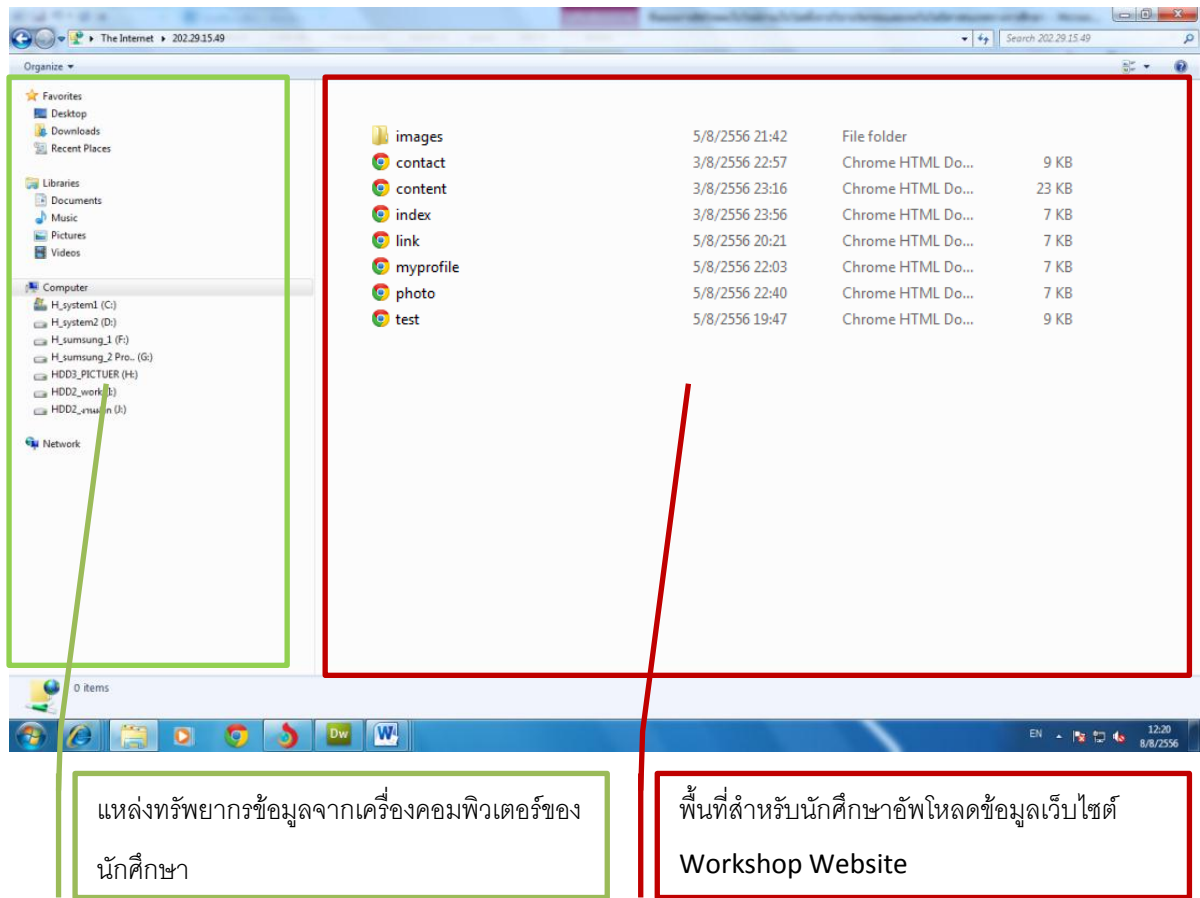 The Internet ▸ 202.29.15.49
Search 202.29.15.49
Organize
Favorites
Desktop
Downloads
Recent Places
Libraries
Documents
Music
Pictures
Videos
Computer
H_system1 (C:)
H_system2 (D:)
H_sumsung_1 (F:)
H_sumsung_2 Pro... (G:)
HDD3_PICTUER (H:)
HDD2_work (I:)
HDD2_ (J:)
Network
images 5/8/2556 21:42 File folder
contact 3/8/2556 22:57 Chrome HTML Do... 9 KB
content 3/8/2556 23:16 Chrome HTML Do... 23 KB
index 3/8/2556 23:56 Chrome HTML Do... 7 KB
link 5/8/2556 20:21 Chrome HTML Do... 7 KB
myprofile 5/8/2556 22:03 Chrome HTML Do... 7 KB
photo 5/8/2556 22:40 Chrome HTML Do... 7 KB
test 5/8/2556 19:47 Chrome HTML Do... 9 KB
0 items
Dw
W
EN
12:20
8/8/2556
แหล่งทรัพยากรข้อมูลจากเครื่องคอมพิวเตอร์ของ
นักศึกษา
พื้นที่สำหรับนักศึกษาอัพโหลดข้อมูลเว็บไซต์
Workshop Website